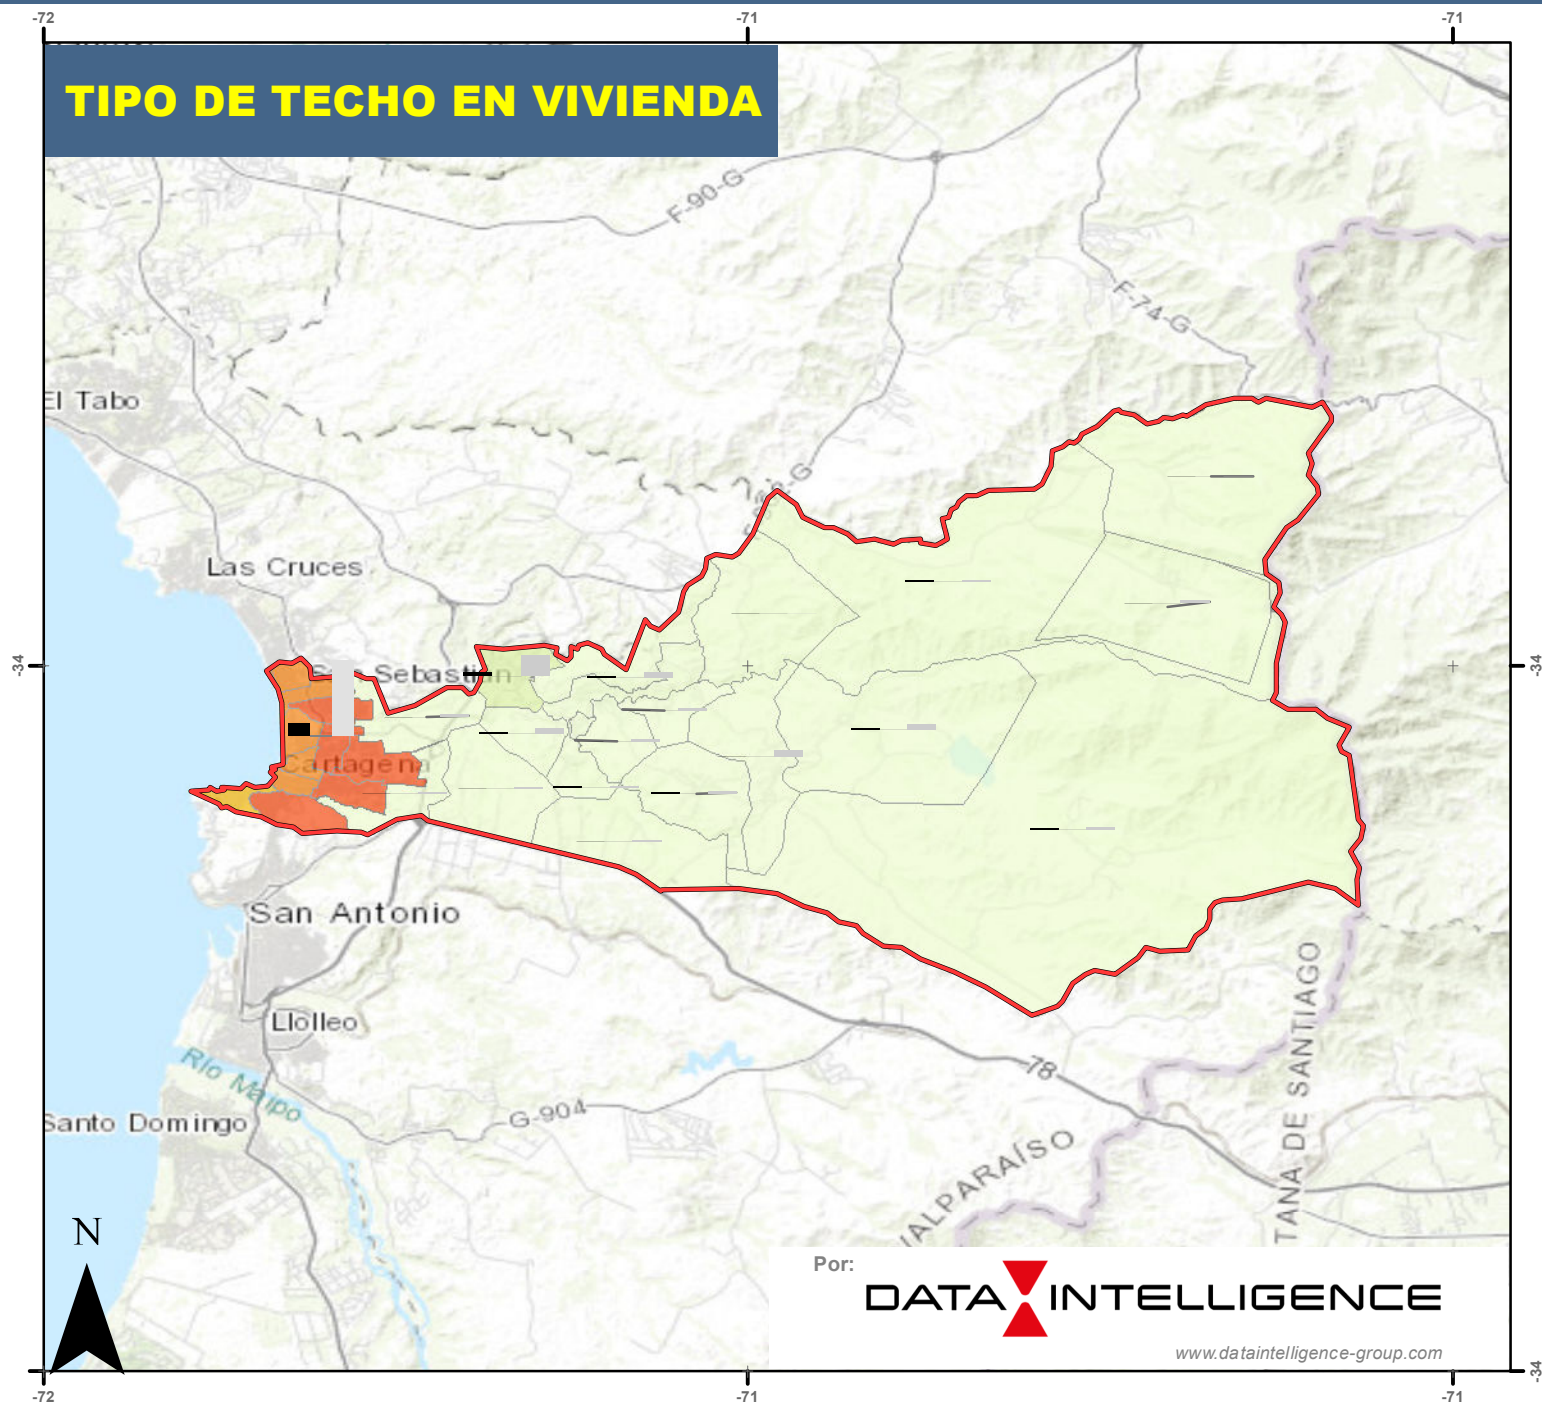 -72
-71
-71
TIPO DE TECHO EN VIVIENDA
F-90-G
F-74-G
El Tabo
-G
Las Cruces
-34
-34
San Sebastian
Cartagena
San Antonio
Llolleo
Río Maipo
Santo Domingo
G-904
78
VALPARAÍSO
TANA DE SANTIAGO
N
Por:
DATA INTELLIGENCE
www.dataintelligence-group.com
-34
-72
-71
-71